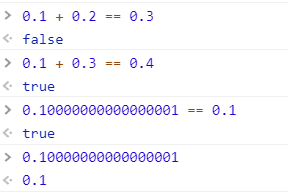 > 0.1 + 0.2 == 0.3
< false
> 0.1 + 0.3 == 0.4
< true
> 0.10000000000000001 == 0.1
< true
> 0.10000000000000001
< 0.1